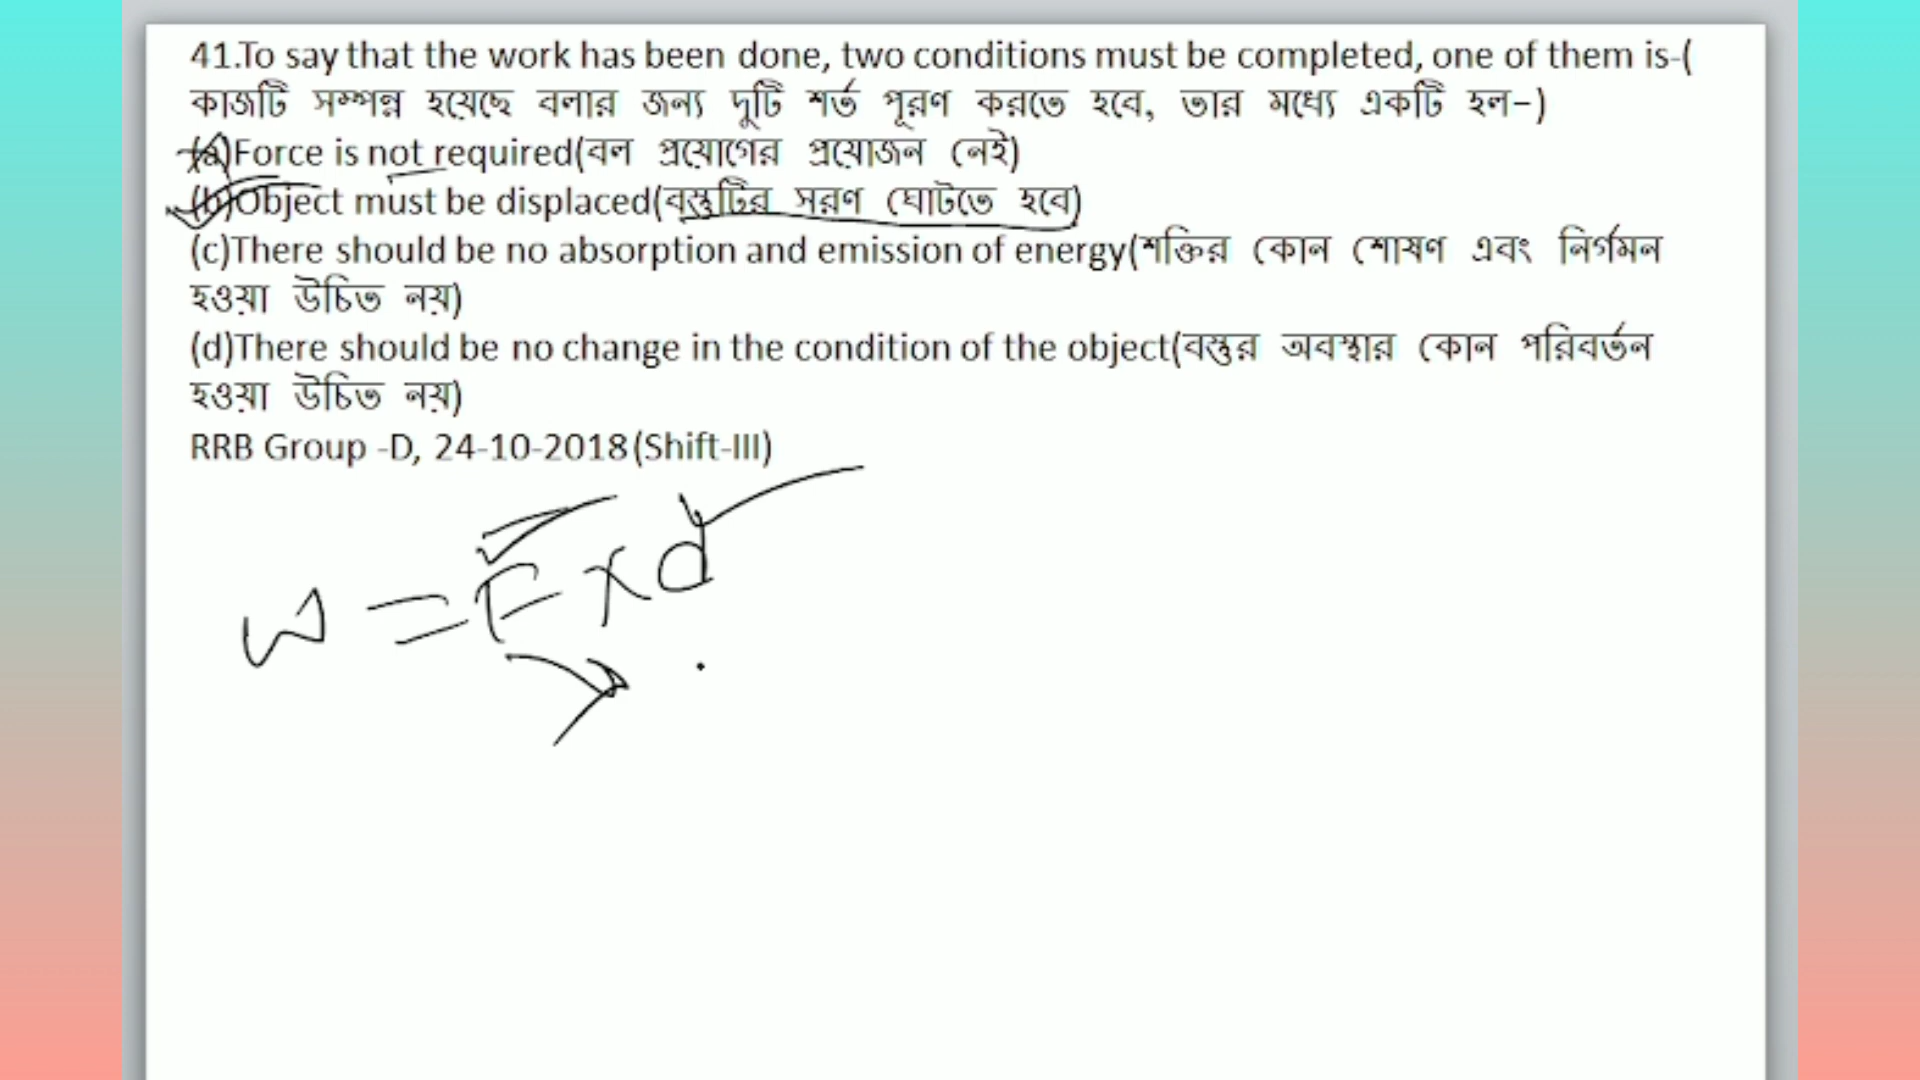 41.To say that the work has been done, two conditions must be completed, one of them is-(
কাজটি সম্পন্ন হয়েছে বলার জন্য দুটি শর্ত পূরণ করতে হবে, তার মধ্যে একটি হল-)
(a)Force is not required(বল প্রয়োগের প্রয়োজন নেই)
(b)Object must be displaced(বস্তুটির সরণ ঘোটতে হবে)
(c)There should be no absorption and emission of energy(শক্তির কোন শোষণ এবং নির্গমন
হওয়া উচিত নয়)
(d)There should be no change in the condition of the object(বস্তুর অবস্থার কোন পরিবর্তন
হওয়া উচিত নয়)
RRB Group -D, 24-10-2018(Shift-III)
W = F x d